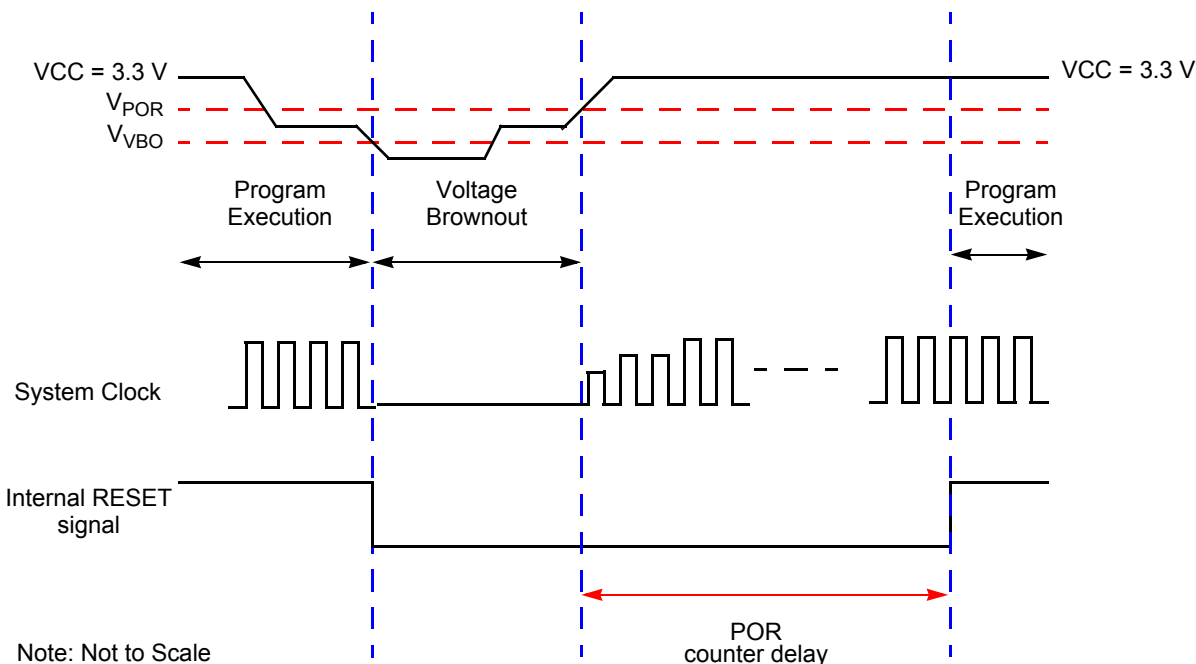 VCC = 3.3 V
VCC = 3.3 V
VPOR
VVBO
Program
Execution
Voltage
Brownout
Program
Execution
System Clock
Internal RESET
signal
POR
counter delay
Note: Not to Scale